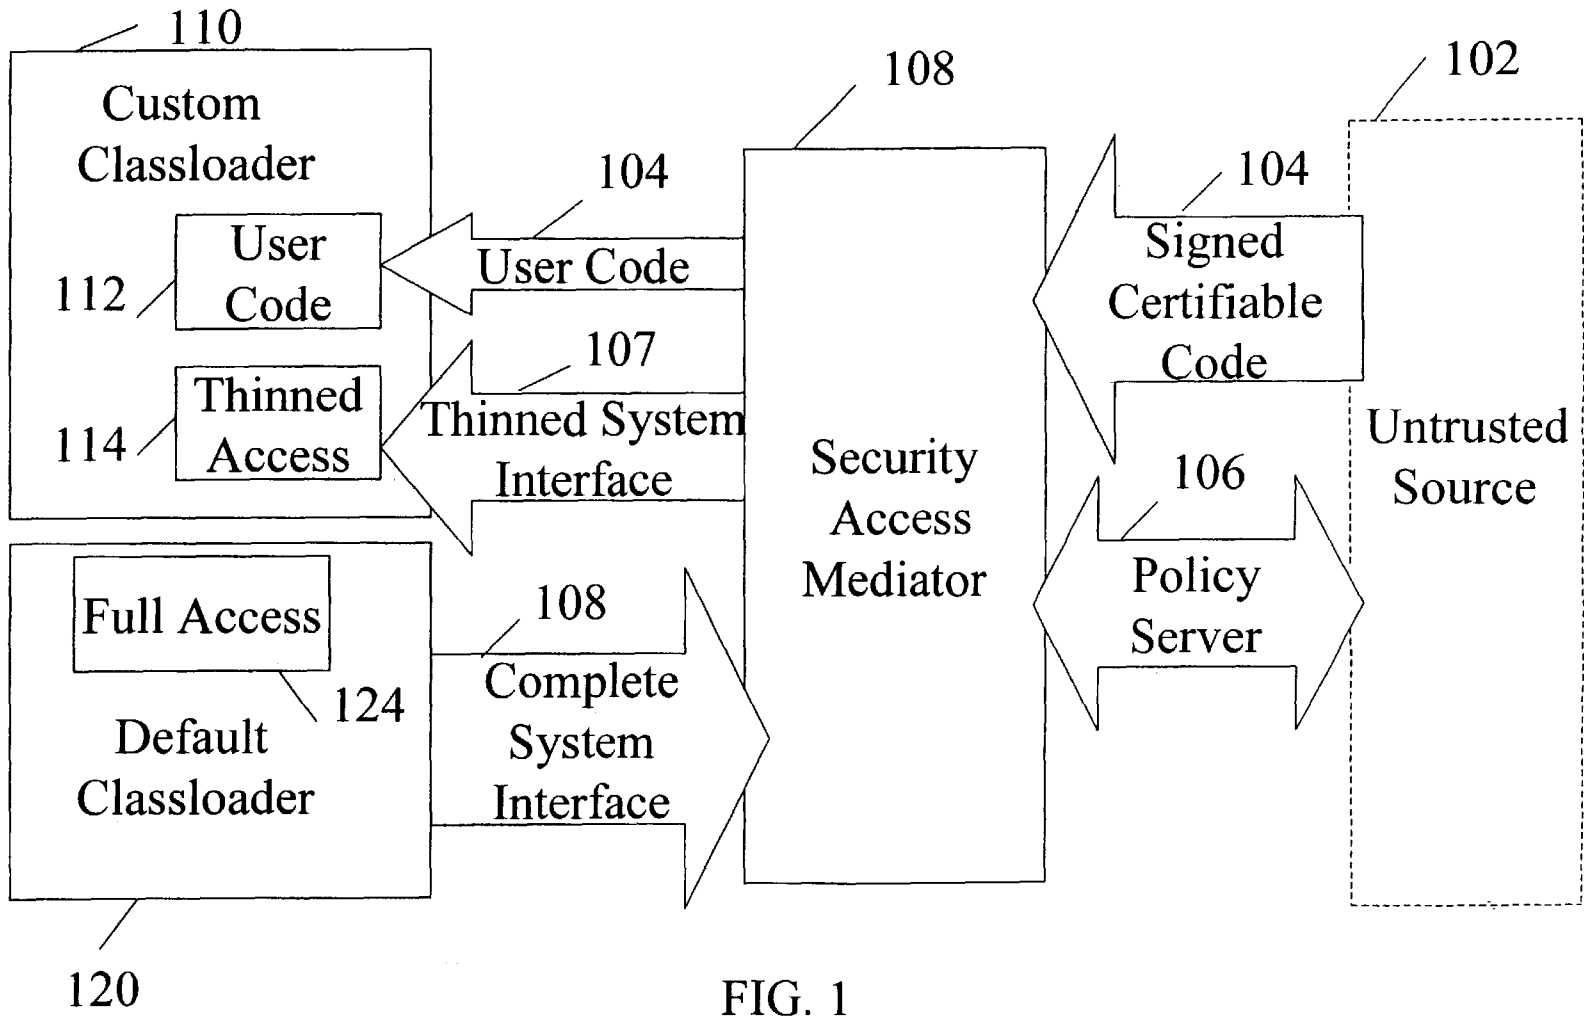 110
Custom
Classloader
112
User
Code
114
Thinned
Access
104
User Code
107
Thinned System
Interface
108
Security
Access
Mediator
104
Signed
Certifiable
Code
102
Untrusted
Source
106
Policy
Server
Full Access
124
Default
Classloader
120
108
Complete
System
Interface
FIG. 1